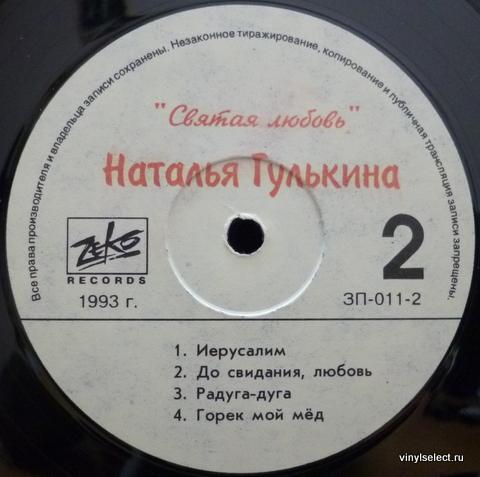 Все права производителя и владельца записи сохранены. Незаконное тиражирование, копирование и публичная трансляция записи запрещены.
"Святая любовь"
Наталья Гулькина
ZEKO
RECORDS
1993 г.
2
ЗП-011-2
1. Иерусалим
2. До свидания, любовь
3. Радуга-дуга
4. Горек мой мёд
vinylselect.ru